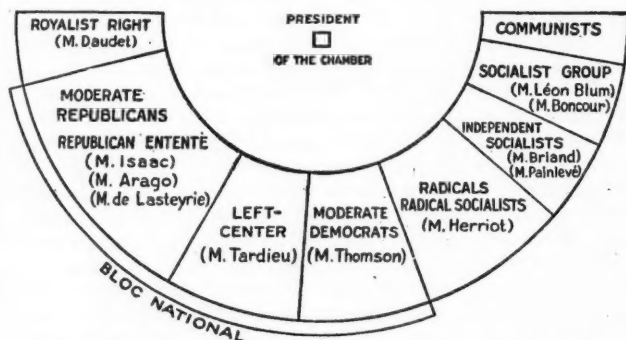 PRESIDENT
OF THE CHAMBER
ROYALIST RIGHT
(M. Daudet)
MODERATE
REPUBLICANS
REPUBLICAN ENTENTE
(M. Isaac)
(M. Arago)
(M. de Lasteyrie)
LEFT-
CENTER
(M. Tardieu)
MODERATE
DEMOCRATS
(M. Thomson)
RADICALS
RADICAL SOCIALISTS
(M. Herriot)
INDEPENDENT
SOCIALISTS
(M. Briand)
(M. Painlevé)
SOCIALIST GROUP
(M. Léon Blum)
(M. Boncour)
COMMUNISTS
BLOC NATIONAL